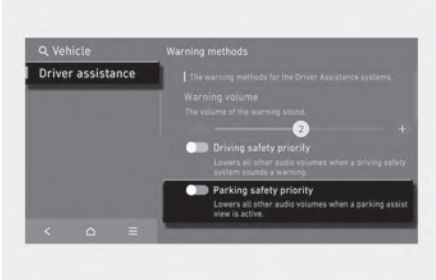 Vehicle
Driver assistance
Warning methods
The warning methods for the Driver Assistance systems.
Warning volume
The volume of the warning sound.
2
+
Driving safety priority
Lowers all other audio volumes when a driving safety
system sounds a warning.
Parking safety priority
Lowers all other audio volumes when a parking assist
view is active.